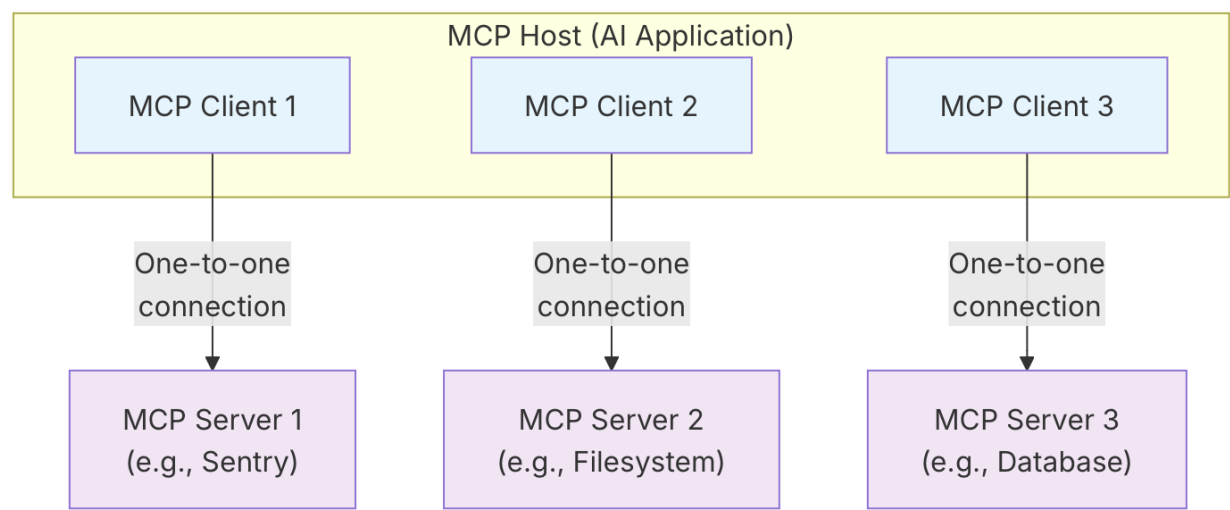 MCP Host (AI Application)
MCP Client 1
MCP Client 2
MCP Client 3
One-to-one
connection
One-to-one
connection
One-to-one
connection
MCP Server 1
(e.g., Sentry)
MCP Server 2
(e.g., Filesystem)
MCP Server 3
(e.g., Database)